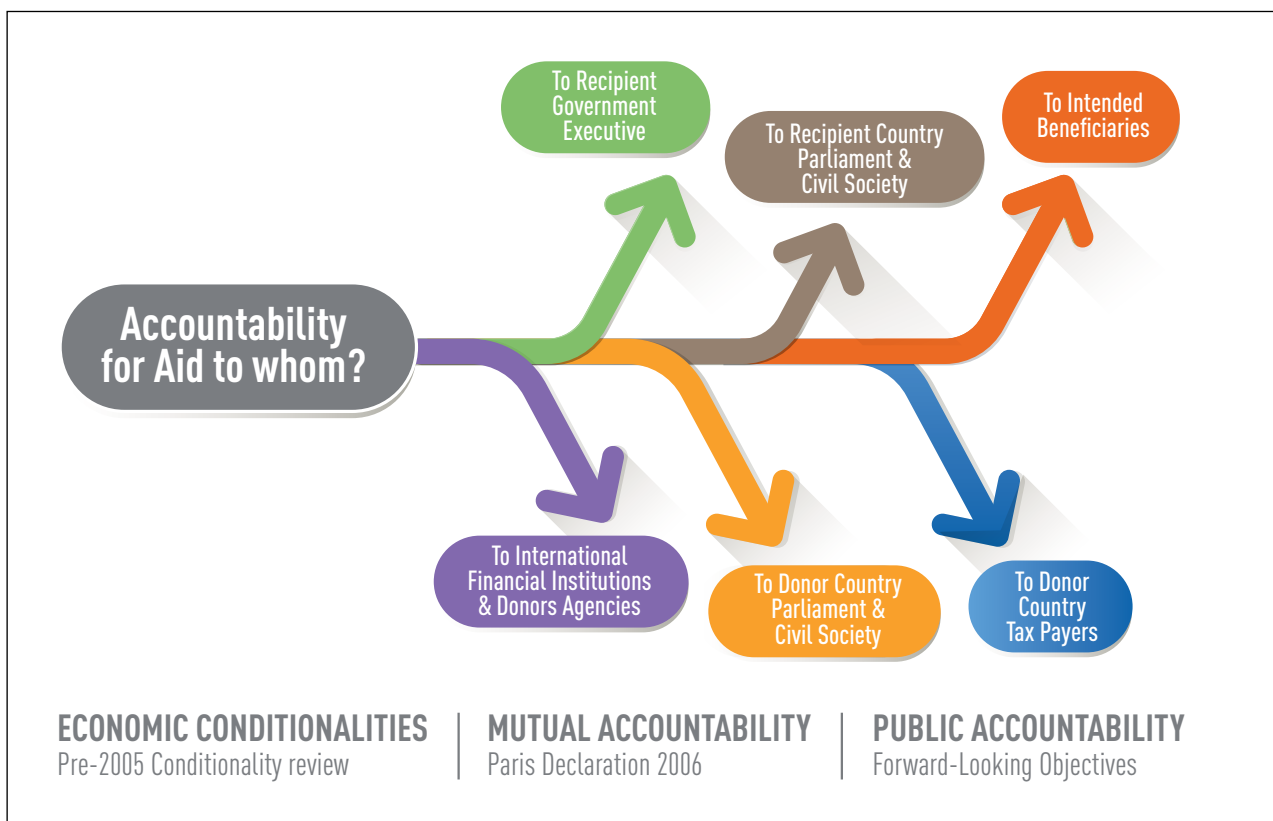 To Recipient
Government
Executive
To Recipient Country
Parliament &
Civil Society
To Intended
Beneficiaries
Accountability
for Aid to whom?
To International
Financial Institutions
& Donors Agencies
To Donor Country
Parliament &
Civil Society
To Donor
Country
Tax Payers
ECONOMIC CONDITIONALITIES
Pre-2005 Conditionality review
MUTUAL ACCOUNTABILITY
Paris Declaration 2006
PUBLIC ACCOUNTABILITY
Forward-Looking Objectives